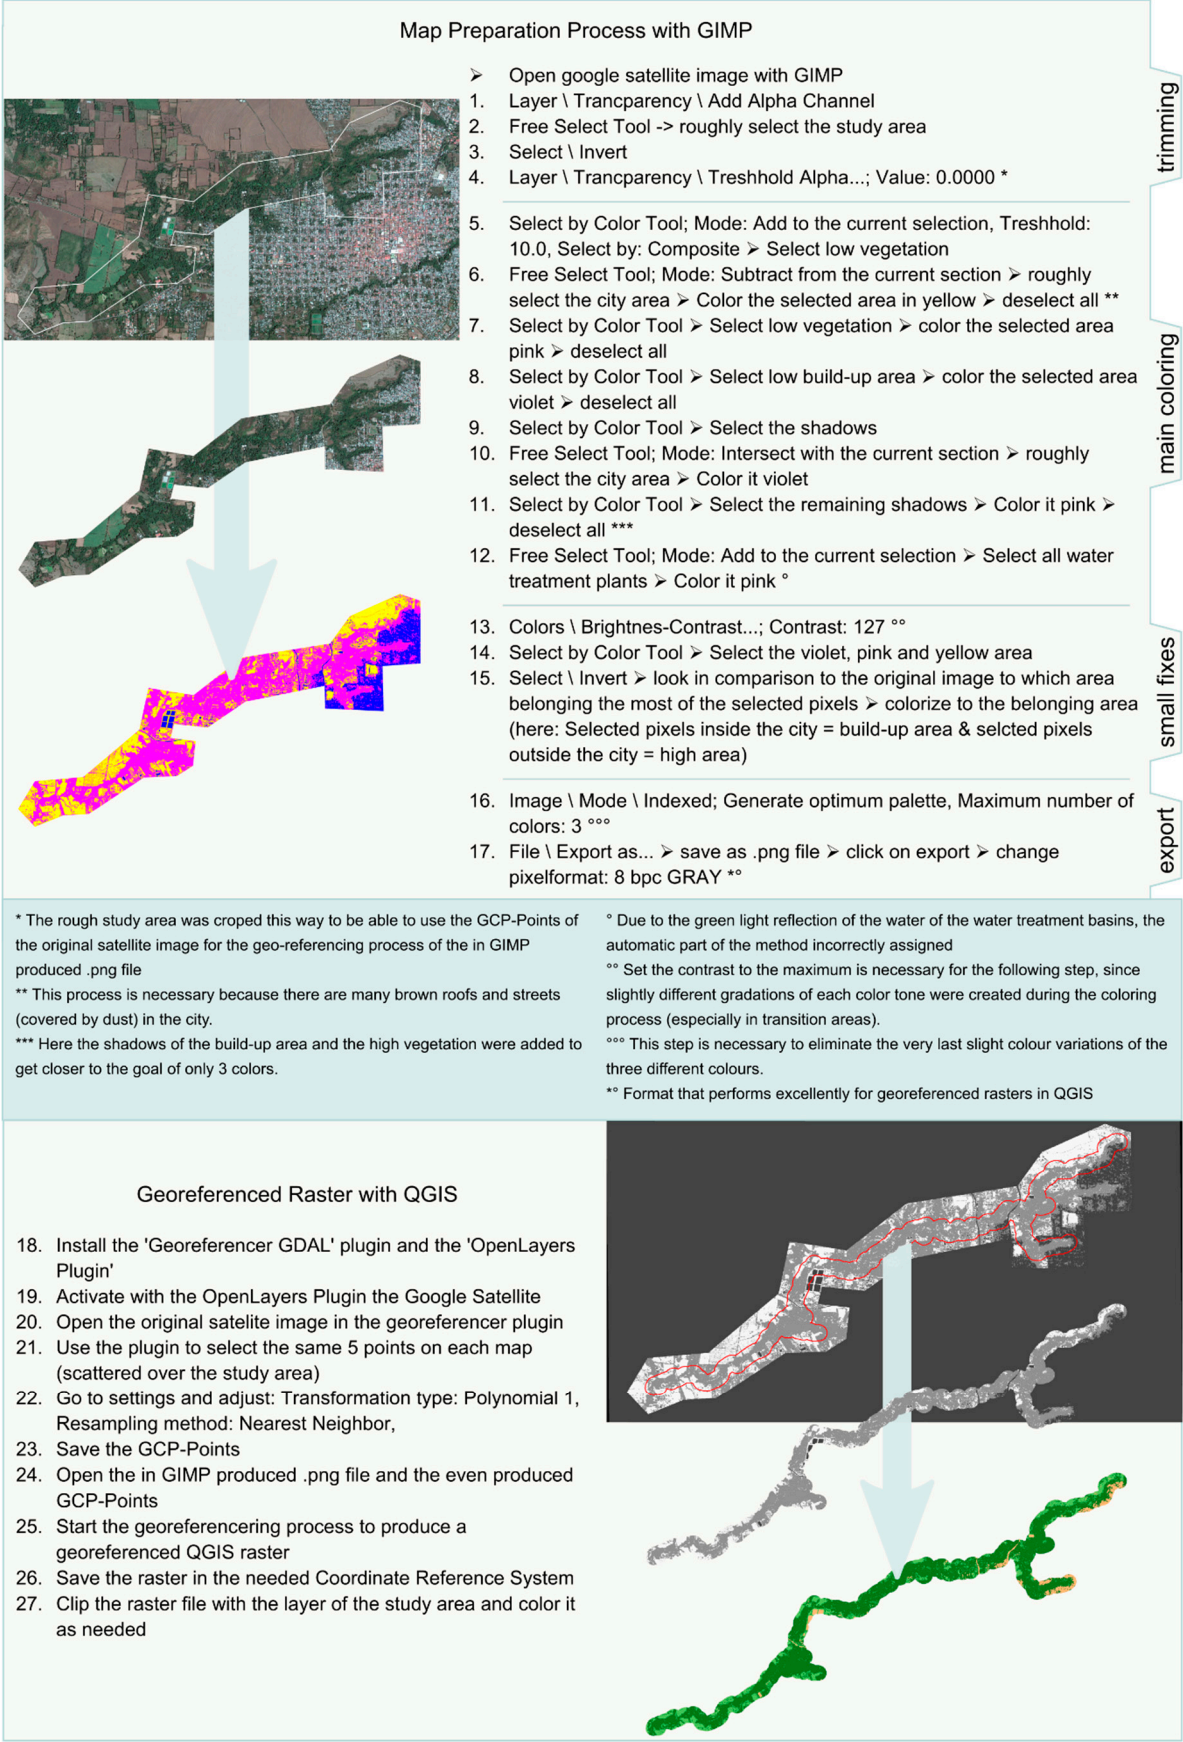 Map Preparation Process with GIMP
➢ Open google satellite image with GIMP
1. Layer \ Trancparency \ Add Alpha Channel
2. Free Select Tool -> roughly select the study area
3. Select \ Invert
4. Layer \ Trancparency \ Treshhold Alpha...; Value: 0.0000 *
trimming
5. Select by Color Tool; Mode: Add to the current selection, Treshhold:
10.0, Select by: Composite ➢ Select low vegetation
6. Free Select Tool; Mode: Subtract from the current section ➢ roughly
select the city area ➢ Color the selected area in yellow ➢ deselect all **
7. Select by Color Tool ➢ Select low vegetation ➢ color the selected area
pink ➢ deselect all
8. Select by Color Tool ➢ Select low build-up area ➢ color the selected area
violet ➢ deselect all
9. Select by Color Tool ➢ Select the shadows
10. Free Select Tool; Mode: Intersect with the current section ➢ roughly
select the city area ➢ Color it violet
11. Select by Color Tool ➢ Select the remaining shadows ➢ Color it pink ➢
deselect all ***
12. Free Select Tool; Mode: Add to the current selection ➢ Select all water
treatment plants ➢ Color it pink °
main coloring
13. Colors \ Brightnes-Contrast...; Contrast: 127 °°
14. Select by Color Tool ➢ Select the violet, pink and yellow area
15. Select \ Invert ➢ look in comparison to the original image to which area
belonging the most of the selected pixels ➢ colorize to the belonging area
(here: Selected pixels inside the city = build-up area & selcted pixels
outside the city = high area)
small fixes
16. Image \ Mode \ Indexed; Generate optimum palette, Maximum number of
colors: 3 °°°
17. File \ Export as... ➢ save as .png file ➢ click on export ➢ change
pixelformat: 8 bpc GRAY *°
export
* The rough study area was croped this way to be able to use the GCP-Points of
the original satellite image for the geo-referencing process of the in GIMP
produced .png file
** This process is necessary because there are many brown roofs and streets
(covered by dust) in the city.
*** Here the shadows of the build-up area and the high vegetation were added to
get closer to the goal of only 3 colors.
° Due to the green light reflection of the water of the water treatment basins, the
automatic part of the method incorrectly assigned
°° Set the contrast to the maximum is necessary for the following step, since
slightly different gradations of each color tone were created during the coloring
process (especially in transition areas).
°°° This step is necessary to eliminate the very last slight colour variations of the
three different colours.
*° Format that performs excellently for georeferenced rasters in QGIS
Georeferenced Raster with QGIS
18. Install the 'Georeferencer GDAL' plugin and the 'OpenLayers
Plugin'
19. Activate with the OpenLayers Plugin the Google Satellite
20. Open the original satelite image in the georeferencer plugin
21. Use the plugin to select the same 5 points on each map
(scattered over the study area)
22. Go to settings and adjust: Transformation type: Polynomial 1,
Resampling method: Nearest Neighbor,
23. Save the GCP-Points
24. Open the in GIMP produced .png file and the even produced
GCP-Points
25. Start the georeferencering process to produce a
georeferenced QGIS raster
26. Save the raster in the needed Coordinate Reference System
27. Clip the raster file with the layer of the study area and color it
as needed